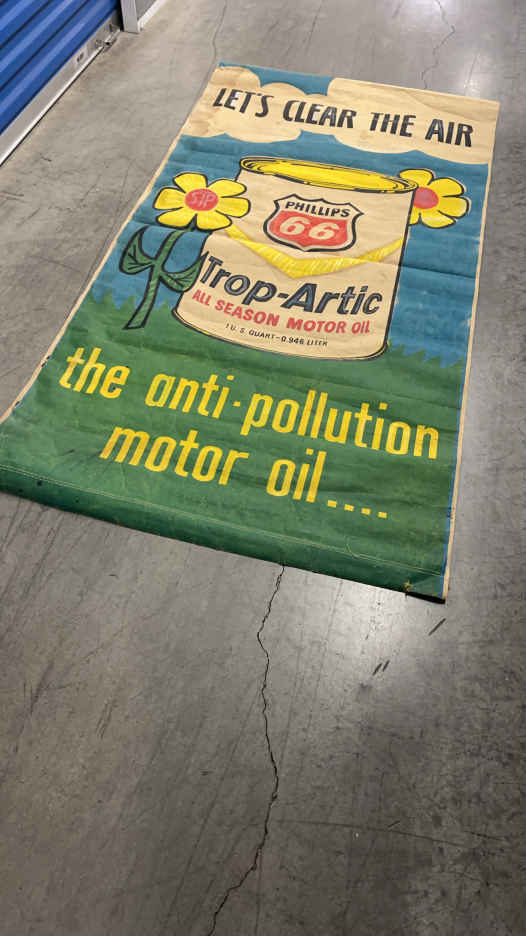 LET'S CLEAR THE AIR
PHILLIPS
66
Trop-Artic
ALL SEASON MOTOR OIL
1 U.S. QUART-0.946 LITER
the anti-pollution
motor oil....